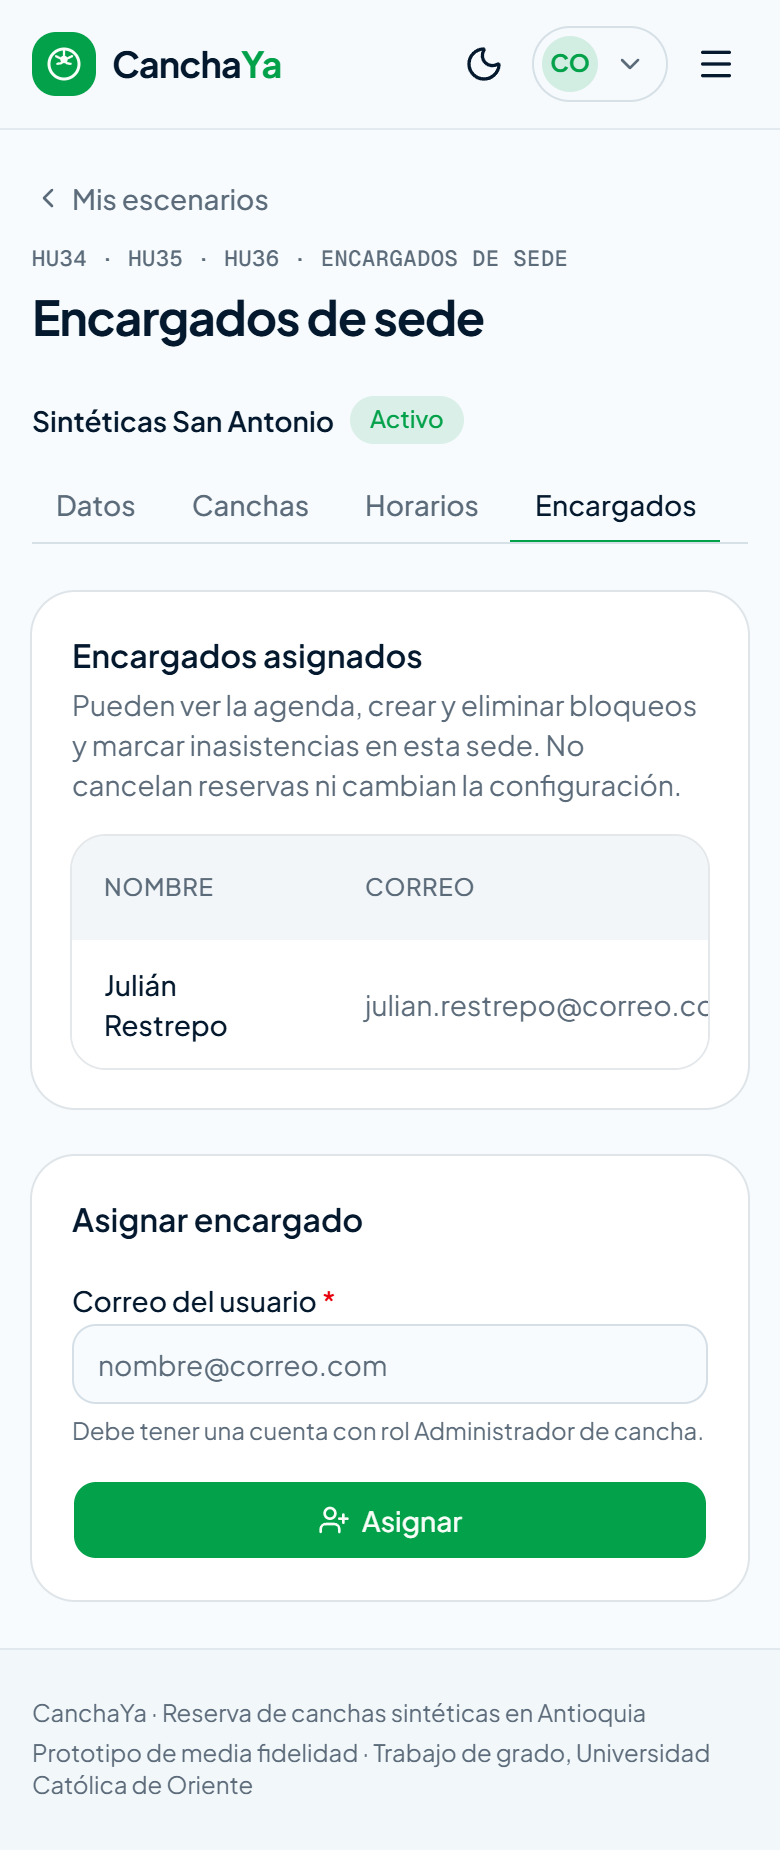 CanchaYa
CO
Mis escenarios
HU34 · HU35 · HU36 · ENCARGADOS DE SEDE
Encargados de sede
Sintéticas San Antonio Activo
Datos Canchas Horarios Encargados
Encargados asignados
Pueden ver la agenda, crear y eliminar bloqueos
y marcar inasistencias en esta sede. No
cancelan reservas ni cambian la configuración.
NOMBRE CORREO
Julián
Restrepo
julian.restrepo@correo.co
Asignar encargado
Correo del usuario *
nombre@correo.com
Debe tener una cuenta con rol Administrador de cancha.
Asignar
CanchaYa · Reserva de canchas sintéticas en Antioquia
Prototipo de media fidelidad · Trabajo de grado, Universidad
Católica de Oriente